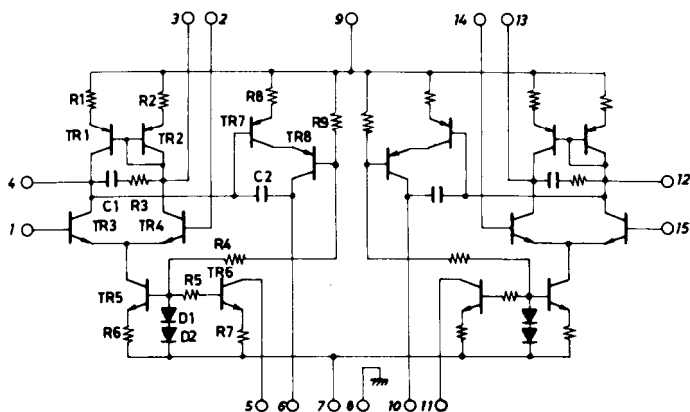 3 2 9 14 13
R1 R2 R8 R9
TR7
TR1 TR2 TR8
4 C1 R3 C2 12
1 TR3 TR4 15
R4
TR5 R5 TR6
D1
R6 D2 R7
5 6 7 8 10 11